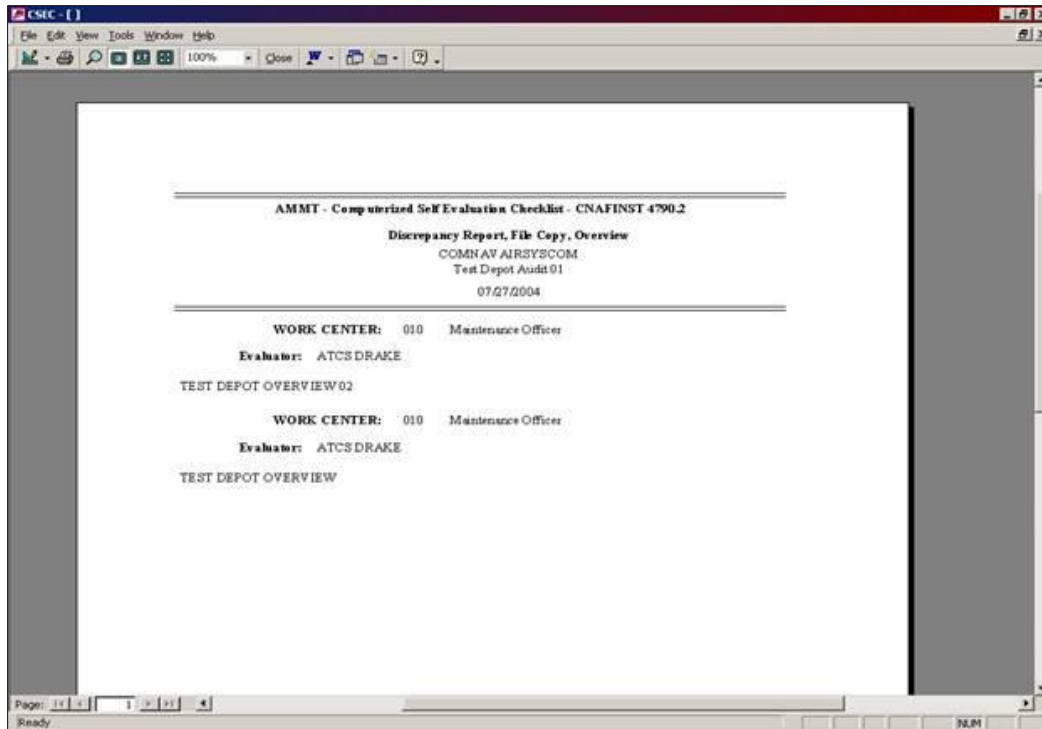 CSEC - [ ]
File Edit View Tools Window Help
100% Close
AMMT - Computerized Self Evaluation Checklist - CNAFINST 4790.2
Discrepancy Report, File Copy, Overview
COMNAVAIRSYSCOM
Test Depot Audit 01
07/27/2004
WORK CENTER: 010 Maintenance Officer
Evaluator: ATCS DRAKE
TEST DEPOT OVERVIEW 02
WORK CENTER: 010 Maintenance Officer
Evaluator: ATCS DRAKE
TEST DEPOT OVERVIEW
Page: 1
Ready NUM